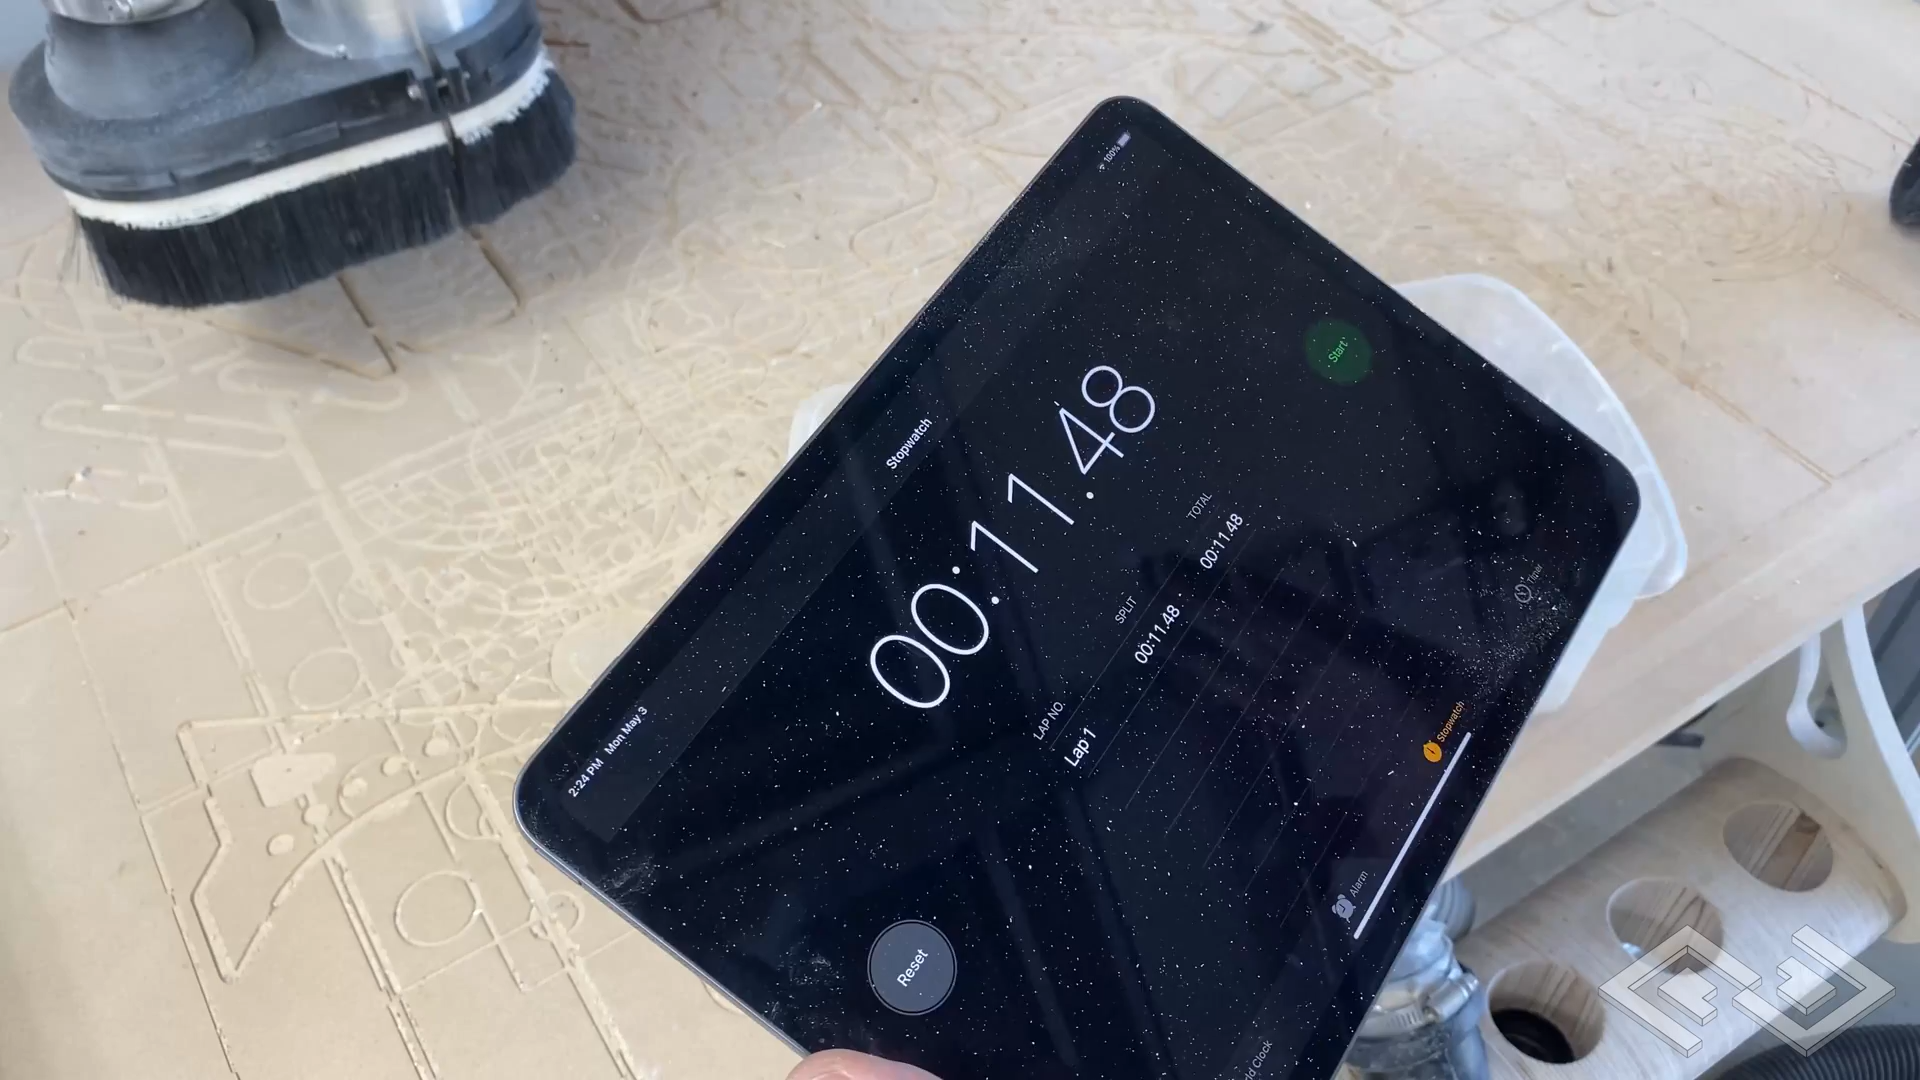 2:24 PM Mon May 3
100%
Stopwatch
00:11.48
Reset
Start
LAP NO. SPLIT TOTAL
Lap 1 00:11.48 00:11.48
Alarm
Stopwatch
Timer
Clock